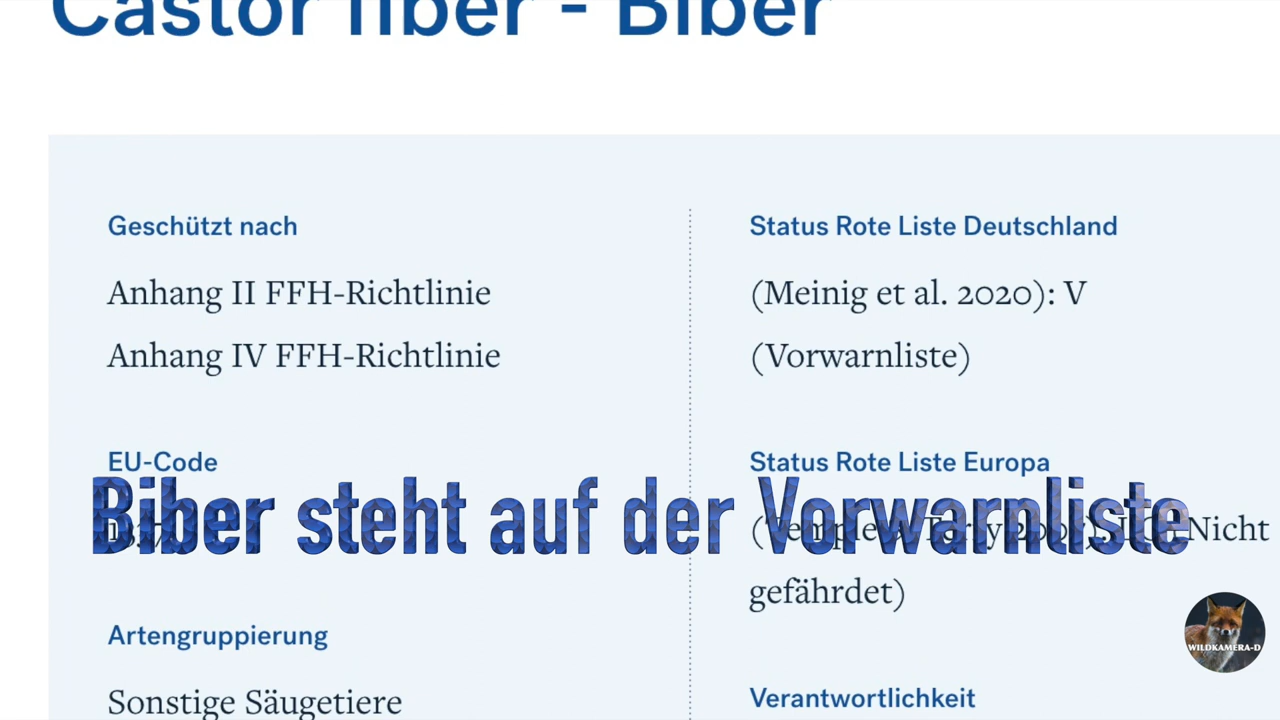 Castor fiber - Biber
Geschützt nach
Anhang II FFH-Richtlinie
Anhang IV FFH-Richtlinie
EU-Code
Artengruppierung
Sonstige Säugetiere
Status Rote Liste Deutschland
(Meinig et al. 2020): V
(Vorwarnliste)
Status Rote Liste Europa
Nicht
gefährdet)
Verantwortlichkeit
Biber steht auf der Vorwarnliste
WILDKAMERA-D